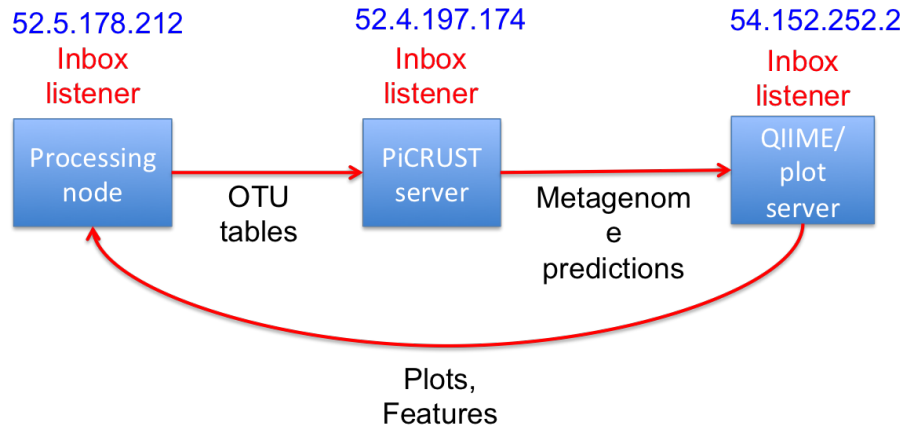 52.5.178.212
52.4.197.174
54.152.252.2
Inbox
listener
Inbox
listener
Inbox
listener
Processing
node
PiCRUST
server
QIIME/
plot
server
OTU
tables
Metagenom
e
predictions
Plots,
Features